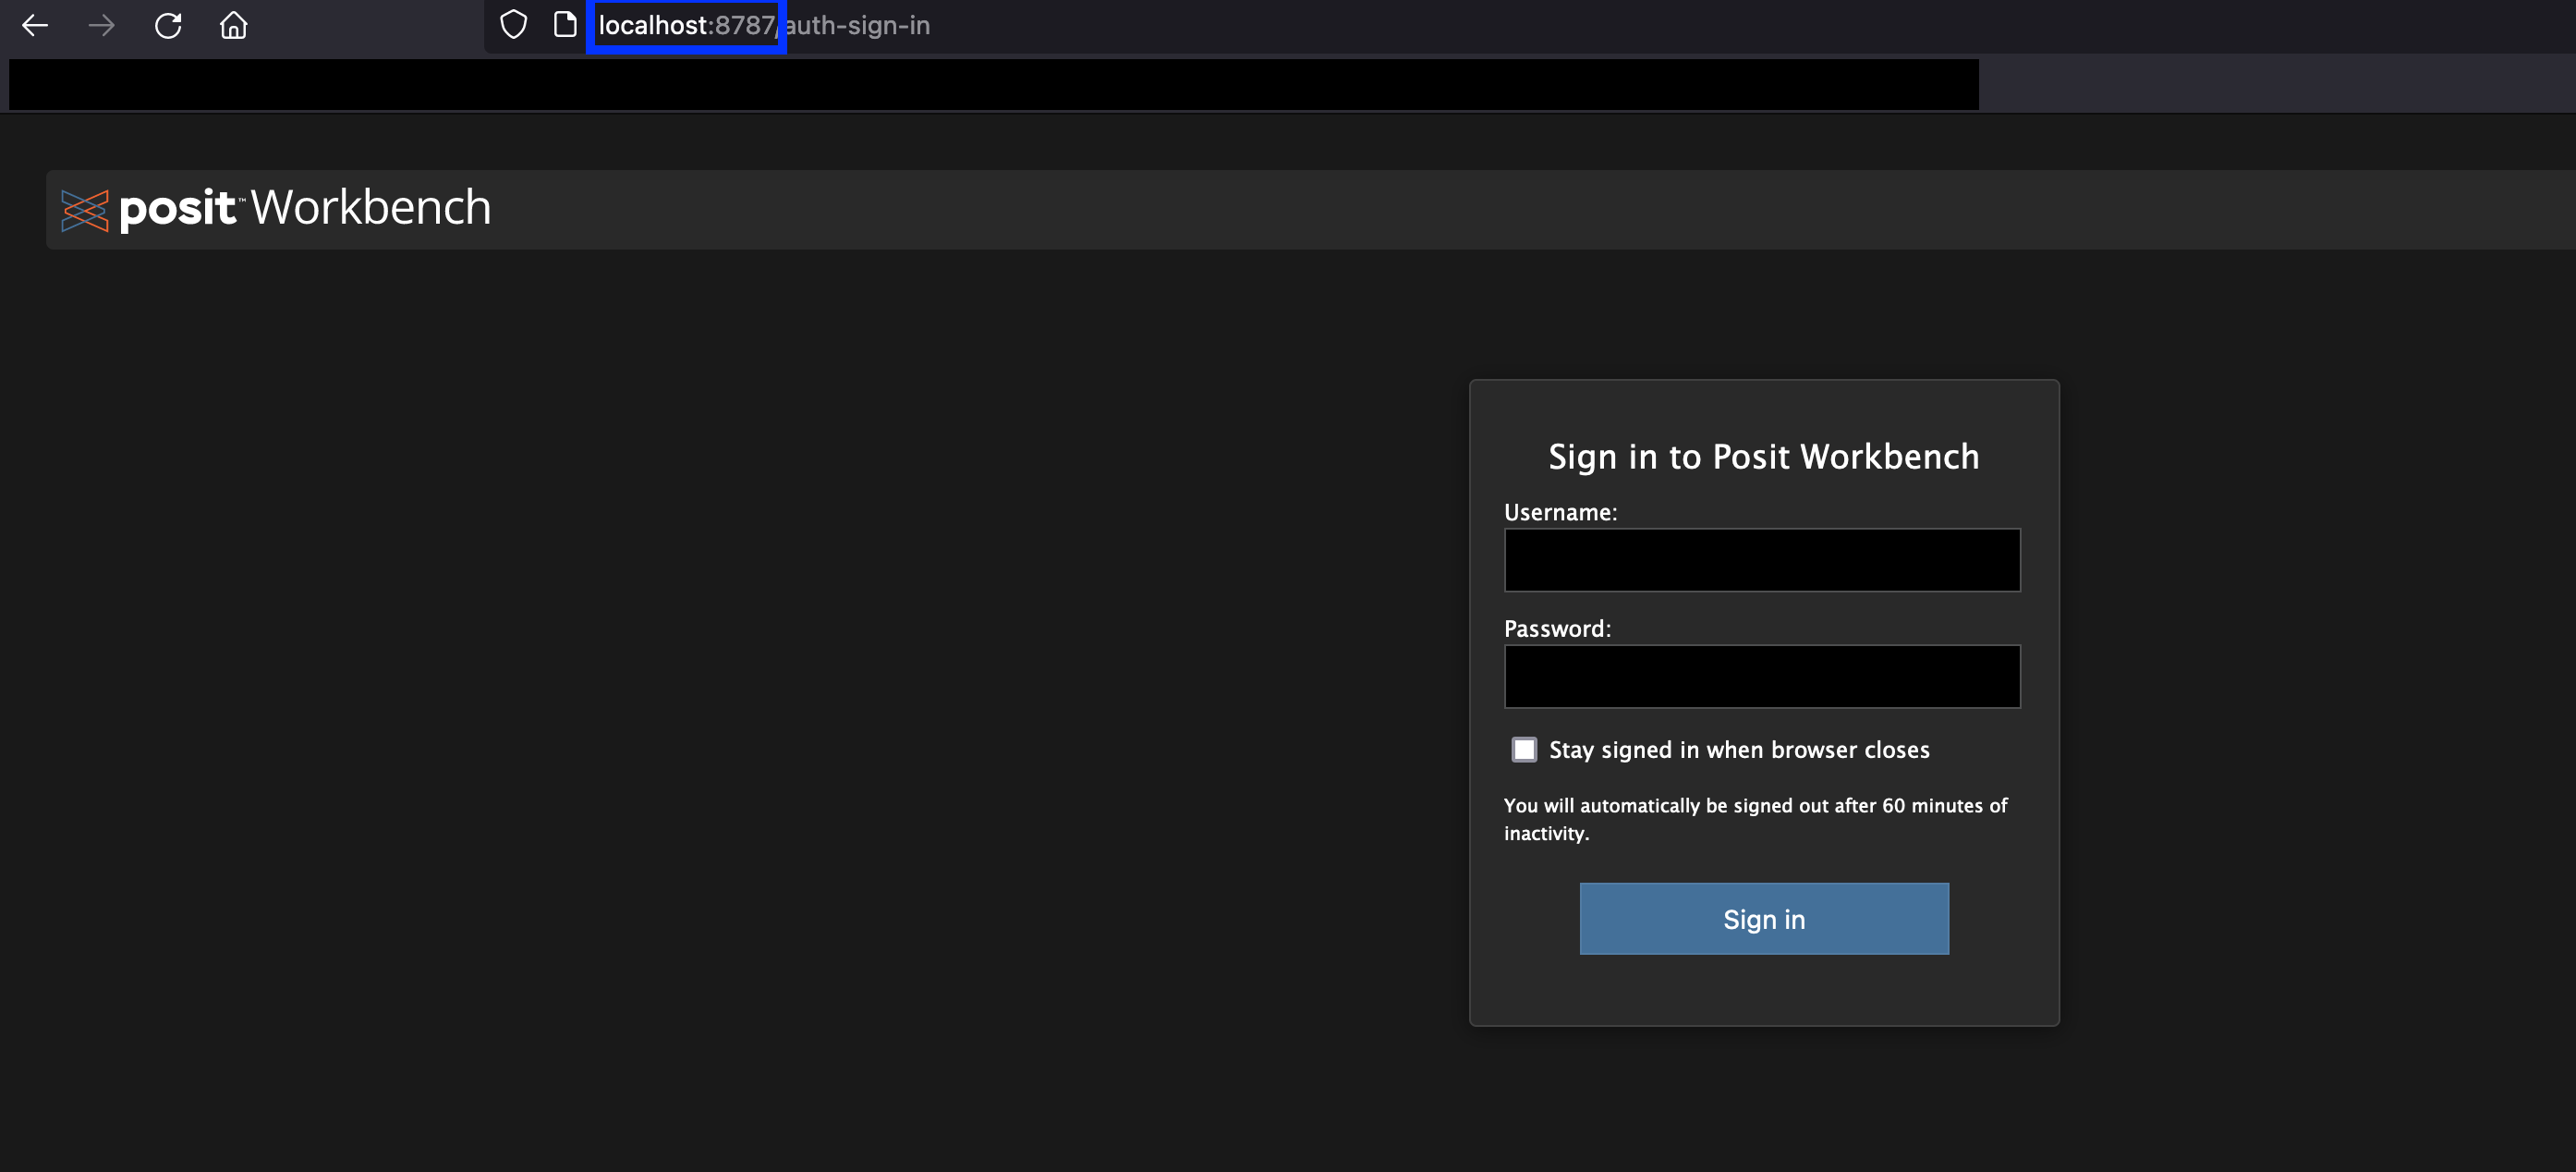 localhost:8787/auth-sign-in
posit™ Workbench
Sign in to Posit Workbench
Username:
Password:
Stay signed in when browser closes
You will automatically be signed out after 60 minutes of
inactivity.
Sign in